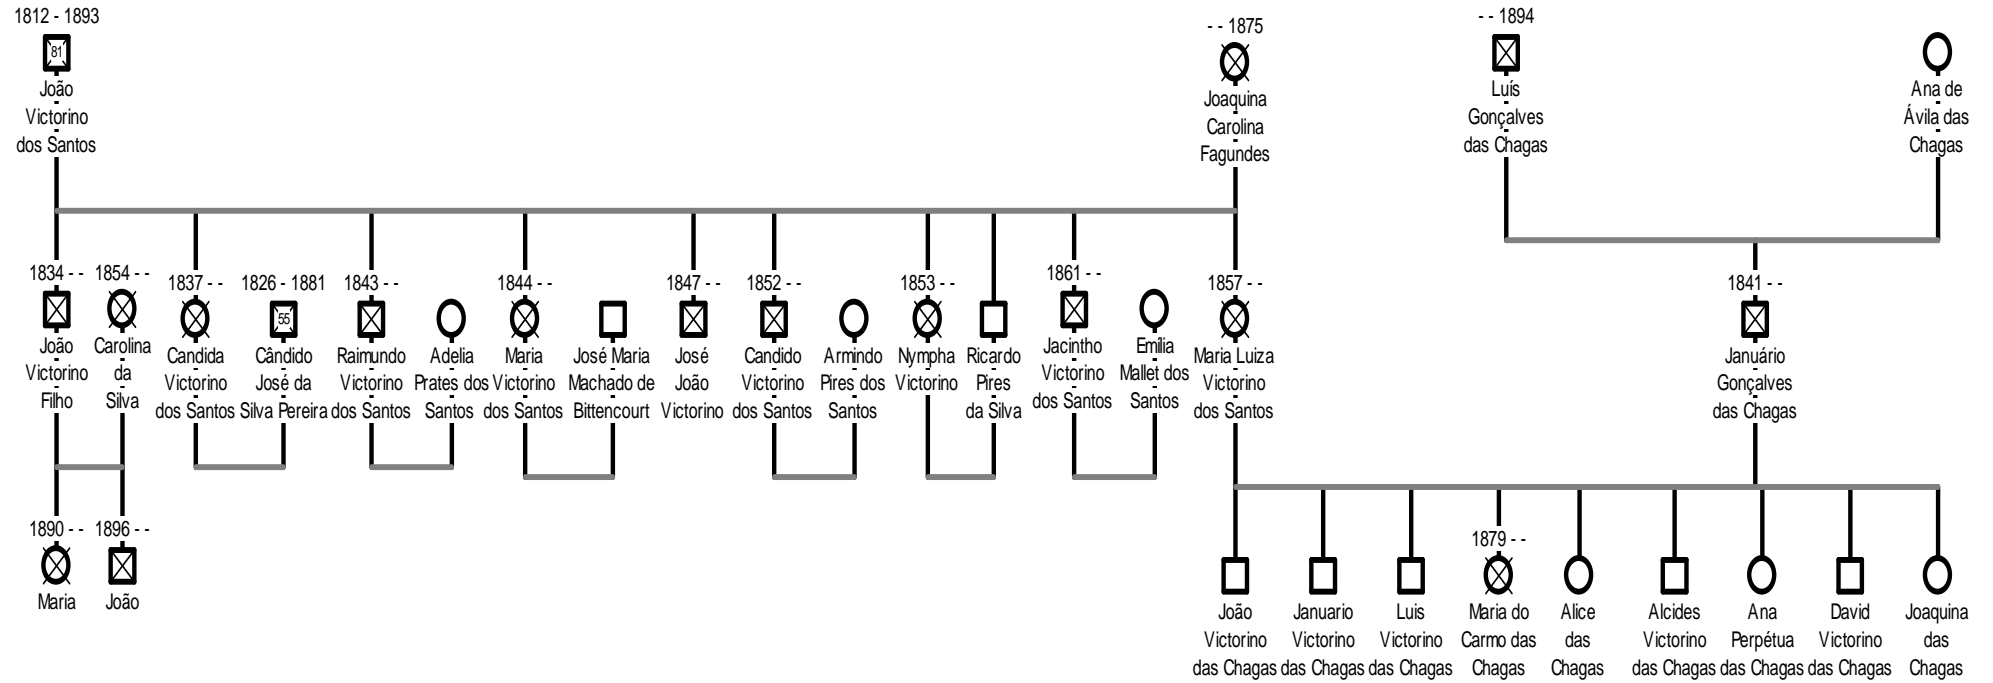 1812 - 1893
81
João
Victorino
dos Santos
- - 1875
Joaquina
Carolina
Fagundes
- - 1894
Luís
Gonçalves
das Chagas
Ana de
Ávila das
Chagas
1834 - -
João
Victorino
Filho
1854 - -
Carolina
da
Silva
1837 - -
Candida
Victorino
dos Santos
1826 - 1881
55
Cândido
José da
Silva Pereira
1843 - -
Raimundo
Victorino
dos Santos
Adelia
Prates dos
Santos
1844 - -
Maria
Victorino
dos Santos
José Maria
Machado de
Bittencourt
1847 - -
José
João
Victorino
1852 - -
Candido
Victorino
dos Santos
Armindo
Pires dos
Santos
1853 - -
Nympha
Victorino
Ricardo
Pires
da Silva
1861 - -
Jacintho
Victorino
dos Santos
Emília
Mallet dos
Santos
1857 - -
Maria Luiza
Victorino
dos Santos
1841 - -
Januário
Gonçalves
das Chagas
1890 - -
Maria
1896 - -
João
João
Victorino
das Chagas
Januario
Victorino
das Chagas
Luis
Victorino
das Chagas
1879 - -
Maria do
Carmo das
Chagas
Alice
das
Chagas
Alcides
Victorino
das Chagas
Ana
Perpétua
das Chagas
David
Victorino
das Chagas
Joaquina
das
Chagas